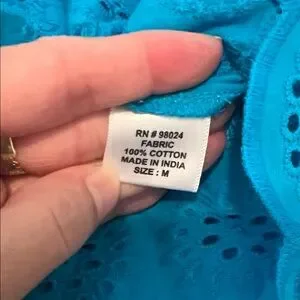 RN # 98024
FABRIC
100% COTTON
MADE IN INDIA
SIZE : M